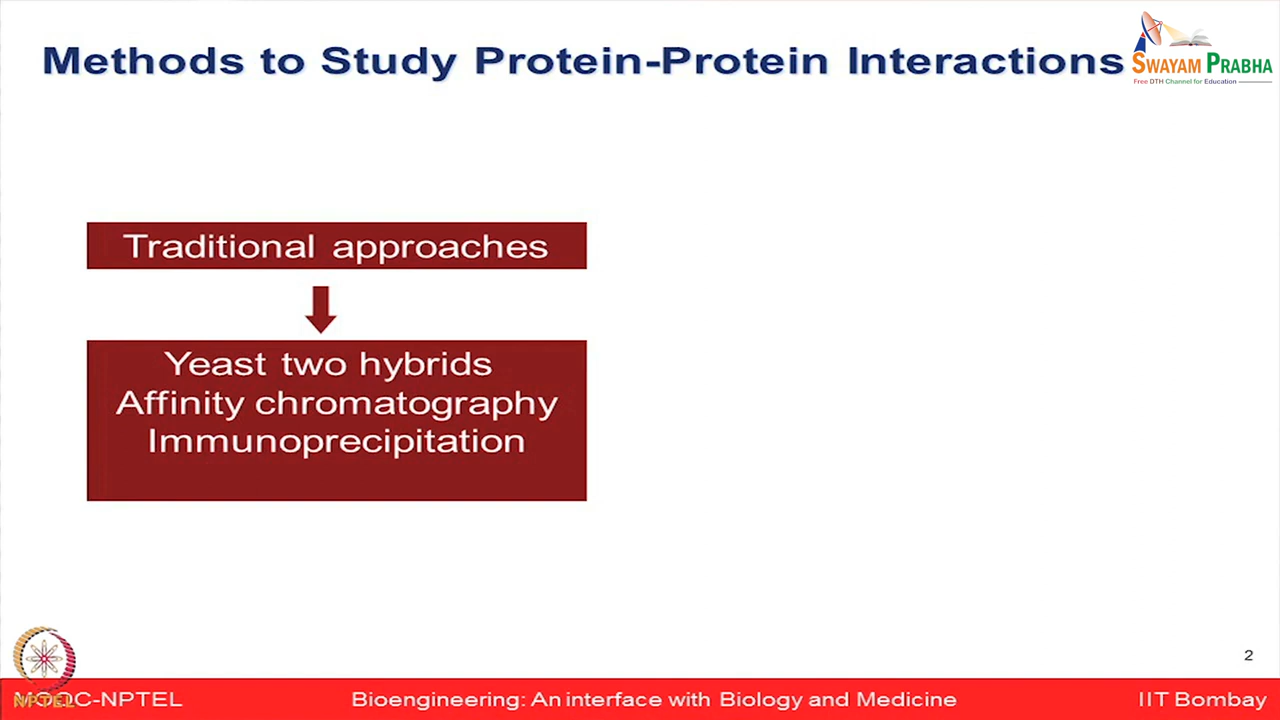 Methods to Study Protein-Protein Interactions
SWAYAM PRABHA
Free DTH Channel for Education
Traditional approaches
Yeast two hybrids
Affinity chromatography
Immunoprecipitation
2
NPTEL
MOOC-NPTEL
Bioengineering: An interface with Biology and Medicine
IIT Bombay